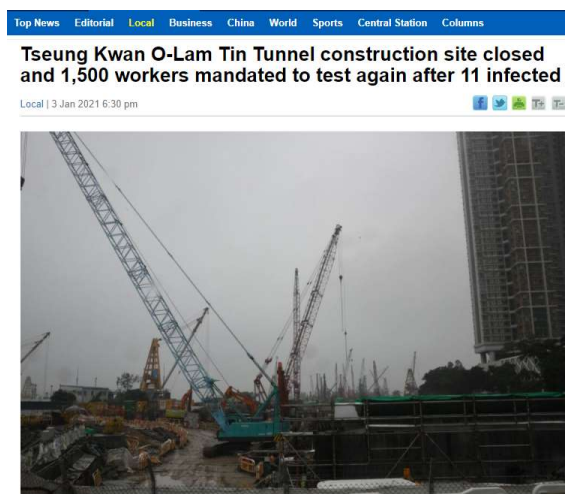 Top News Editorial Local Business China World Sports Central Station Columns
Tseung Kwan O-Lam Tin Tunnel construction site closed
and 1,500 workers mandated to test again after 11 infected
Local | 3 Jan 2021 6:30 pm
T+ T-